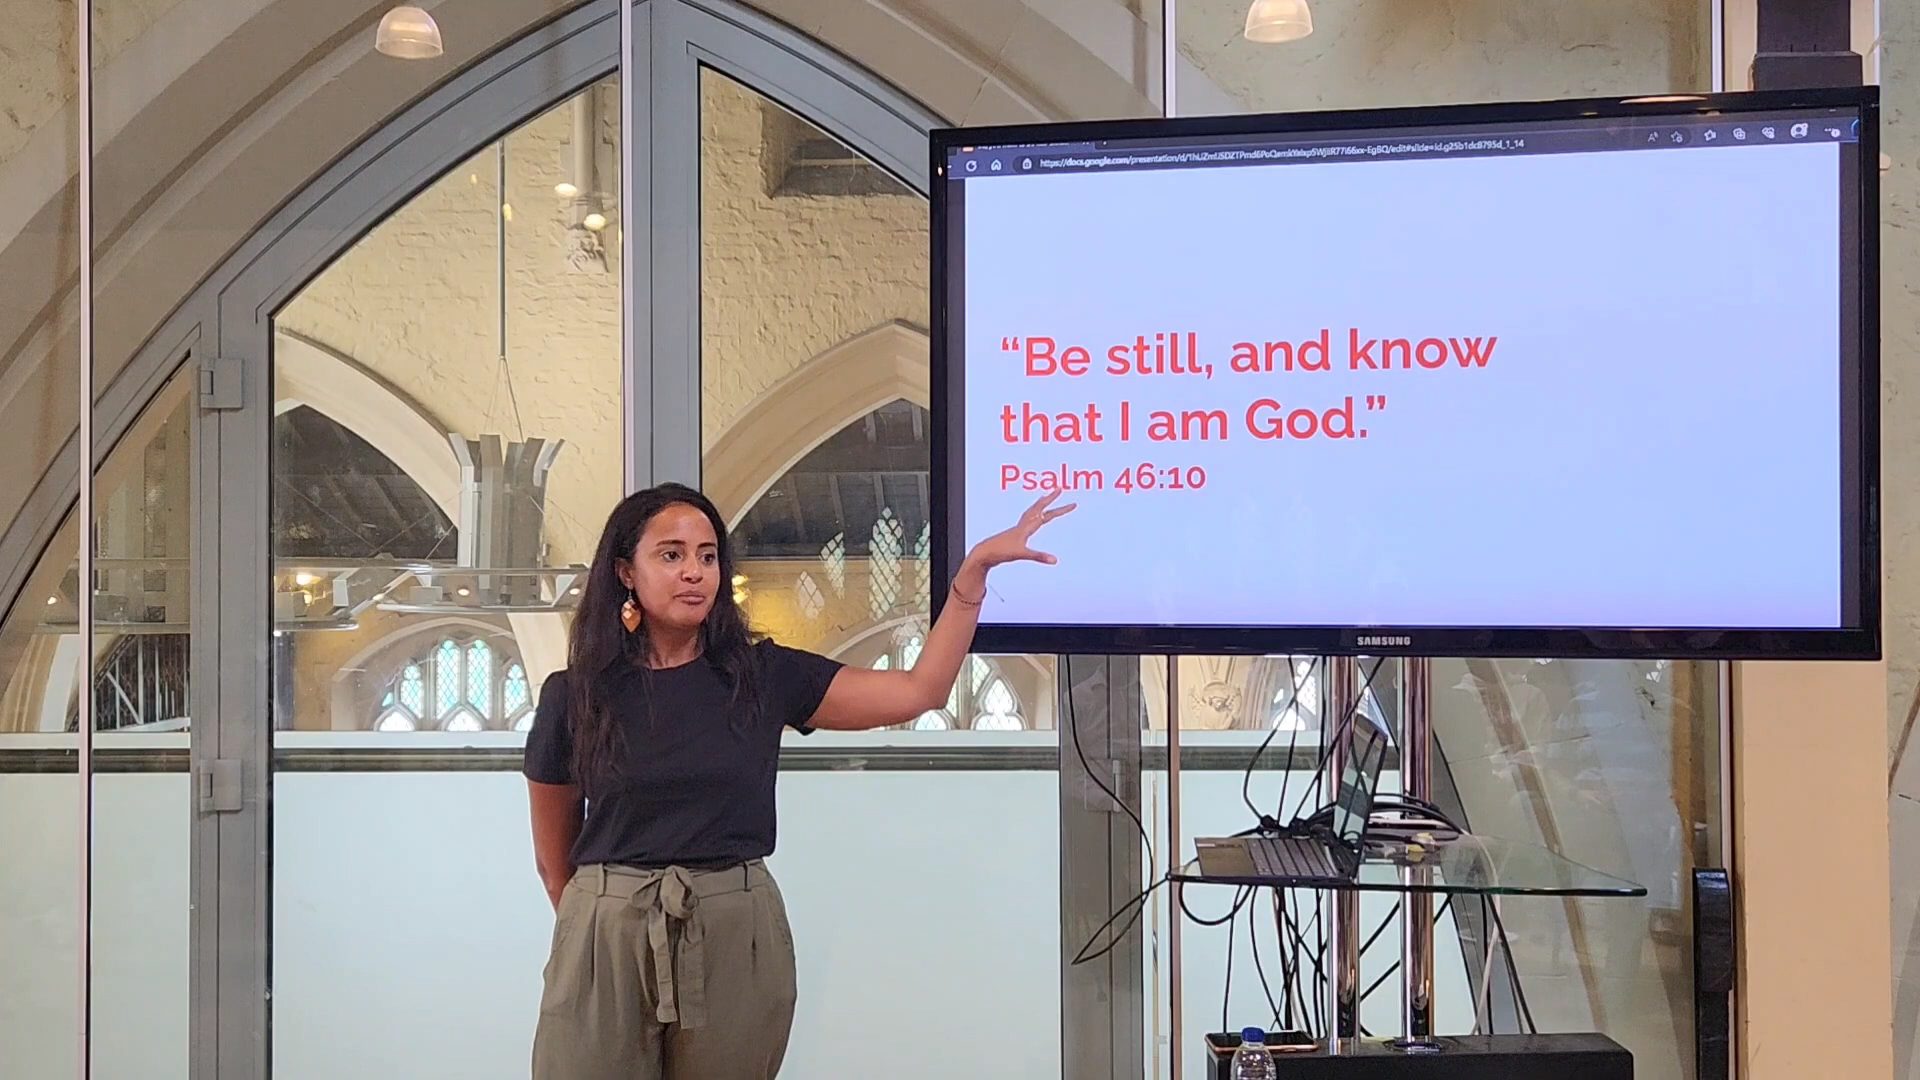 “Be still, and know
that I am God.”
Psalm 46:10
SAMSUNG